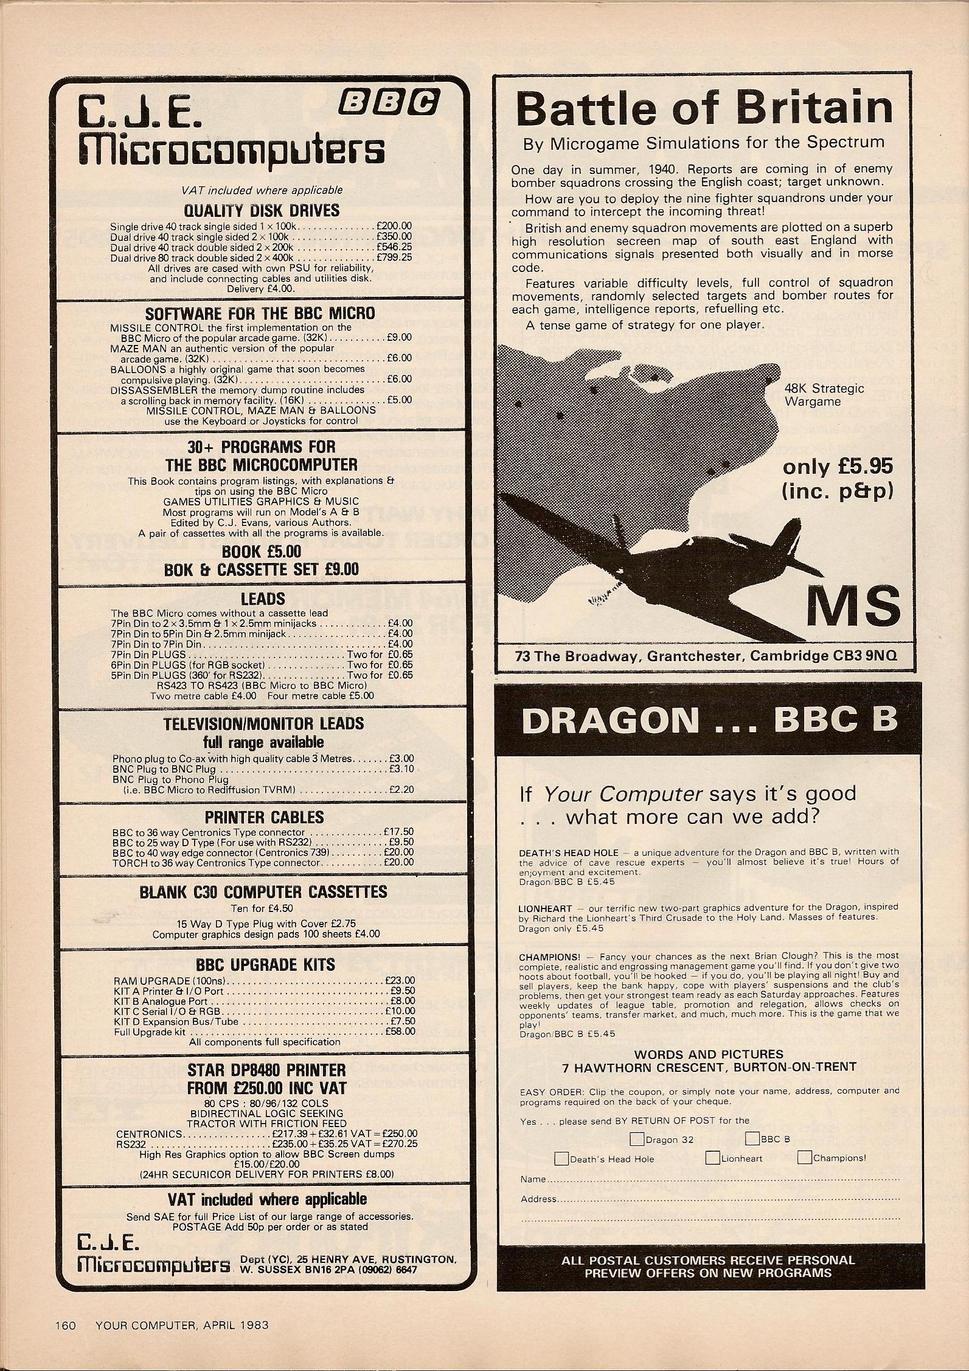 C.J.E.
Microcomputers
BBC
VAT included where applicable
QUALITY DISK DRIVES
Single drive 40 track single sided 1 × 100k...............£200.00
Dual drive 40 track single sided 2 × 100k.................£350.00
Dual drive 40 track double sided 2 × 200k................£546.25
Dual drive 80 track double sided 2 × 400k ...............£799.25
All drives are cased with own PSU for reliability,
and include connecting cables and utilities disk.
Delivery £4.00.
SOFTWARE FOR THE BBC MICRO
MISSILE CONTROL the first implementation on the
BBC Micro of the popular arcade game. (32K)...........£9.00
MAZE MAN an authentic version of the popular
arcade game. (32K) .................................£6.00
BALLOONS a highly original game that soon becomes
compulsive playing. (32K)............................£6.00
DISSASSEMBLER the memory dump routine includes
a scrolling back in memory facility. (16K) ...............£5.00
MISSILE CONTROL, MAZE MAN & BALLOONS
use the Keyboard or Joysticks for control
30+ PROGRAMS FOR
THE BBC MICROCOMPUTER
This Book contains program listings, with explanations &
tips on using the BBC Micro
GAMES UTILITIES GRAPHICS & MUSIC
Most programs will run on Model's A & B
Edited by C.J. Evans, various Authors.
A pair of cassettes with all the programs is available.
BOOK £5.00
BOK & CASSETTE SET £9.00
LEADS
The BBC Micro comes without a cassette lead
7Pin Din to 2 × 3.5mm & 1 × 2.5mm minijacks .............£4.00
7Pin Din to 5Pin Din & 2.5mm minijack...................£4.00
7Pin Din to 7Pin Din...................................£4.00
7Pin Din PLUGS..............................Two for £0.65
6Pin Din PLUGS (for RGB socket) ...............Two for £0.65
5Pin Din PLUGS (360' for RS232)................Two for £0.65
RS423 TO RS423 (BBC Micro to BBC Micro)
Two metre cable £4.00 Four metre cable £5.00
TELEVISION/MONITOR LEADS
full range available
Phono plug to Co-ax with high quality cable 3 Metres.......£3.00
BNC Plug to BNC Plug ................................£3.10
BNC Plug to Phono Plug
(i.e. BBC Micro to Rediffusion TVRM) .................£2.20
PRINTER CABLES
BBC to 36 way Centronics Type connector ..............£17.50
BBC to 25 way D Type (For use with RS232)...............£9.50
BBC to 40 way edge connector (Centronics 739)..........£20.00
TORCH to 36 way Centronics Type connector............£20.00
BLANK C30 COMPUTER CASSETTES
Ten for £4.50
15 Way D Type Plug with Cover £2.75
Computer graphics design pads 100 sheets £4.00
BBC UPGRADE KITS
RAM UPGRADE (100ns)..............................£23.00
KIT A Printer & I/O Port................................£9.50
KIT B Analogue Port...................................£8.00
KIT C Serial I/O & RGB................................£10.00
KIT D Expansion Bus/Tube ............................£7.50
Full Upgrade kit .....................................£58.00
All components full specification
STAR DP8480 PRINTER
FROM £250.00 INC VAT
80 CPS : 80/96/132 COLS
BIDIRECTINAL LOGIC SEEKING
TRACTOR WITH FRICTION FEED
CENTRONICS.................£217.39 + £32.61 VAT = £250.00
RS232 .......................£235.00 + £35.25 VAT = £270.25
High Res Graphics option to allow BBC Screen dumps
£15.00/£20.00
(24HR SECURICOR DELIVERY FOR PRINTERS £8.00)
VAT included where applicable
Send SAE for full Price List of our large range of accessories.
POSTAGE Add 50p per order or as stated
C.J.E.
Microcomputers
Dept (YC), 25 HENRY AVE, RUSTINGTON,
W. SUSSEX BN16 2PA (09062) 6647
Battle of Britain
By Microgame Simulations for the Spectrum
One day in summer, 1940. Reports are coming in of enemy
bomber squadrons crossing the English coast; target unknown.
How are you to deploy the nine fighter squandrons under your
command to intercept the incoming threat!
British and enemy squadron movements are plotted on a superb
high resolution secreen map of south east England with
communications signals presented both visually and in morse
code.
Features variable difficulty levels, full control of squadron
movements, randomly selected targets and bomber routes for
each game, intelligence reports, refuelling etc.
A tense game of strategy for one player.
48K Strategic
Wargame
only £5.95
(inc. p&p)
MS
73 The Broadway, Grantchester, Cambridge CB3 9NQ
DRAGON ... BBC B
If Your Computer says it's good
. . . what more can we add?
DEATH'S HEAD HOLE — a unique adventure for the Dragon and BBC B, written with
the advice of cave rescue experts — you'll almost believe it's true! Hours of
enjoyment and excitement.
Dragon/BBC B £5.45
LIONHEART — our terrific new two-part graphics adventure for the Dragon, inspired
by Richard the Lionheart's Third Crusade to the Holy Land. Masses of features.
Dragon only £5.45
CHAMPIONS! — Fancy your chances as the next Brian Clough? This is the most
complete, realistic and engrossing management game you'll find. If you don't give two
hoots about football, you'll be hooked — if you do, you'll be playing all night! Buy and
sell players, keep the bank happy, cope with players' suspensions and the club's
problems, then get your strongest team ready as each Saturday approaches. Features
weekly updates of league table, promotion and relegation, allows checks on
opponents' teams, transfer market, and much, much more. This is the game that we
play!
Dragon/BBC B £5.45
WORDS AND PICTURES
7 HAWTHORN CRESCENT, BURTON-ON-TRENT
EASY ORDER: Clip the coupon, or simply note your name, address, computer and
programs required on the back of your cheque.
Yes . . . please send BY RETURN OF POST for the
Dragon 32 BBC B
Death's Head Hole Lionheart Champions!
Name...................................................
Address.................................................
ALL POSTAL CUSTOMERS RECEIVE PERSONAL
PREVIEW OFFERS ON NEW PROGRAMS
160 YOUR COMPUTER, APRIL 1983